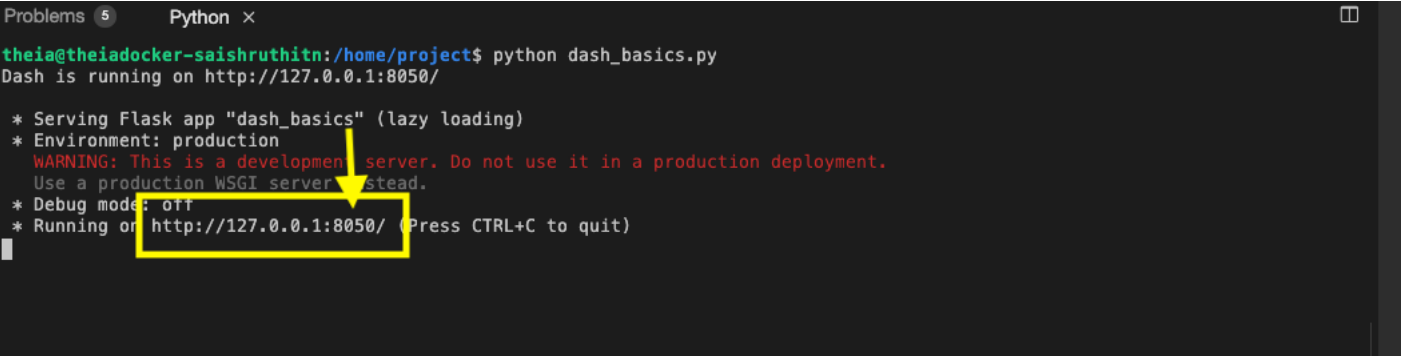 Problems 5 Python ×
theia@theiadocker-saishruthitn:/home/project$ python dash_basics.py
Dash is running on http://127.0.0.1:8050/
* Serving Flask app "dash_basics" (lazy loading)
* Environment: production
WARNING: This is a development server. Do not use it in a production deployment.
Use a production WSGI server instead.
* Debug mode: off
* Running on http://127.0.0.1:8050/ (Press CTRL+C to quit)